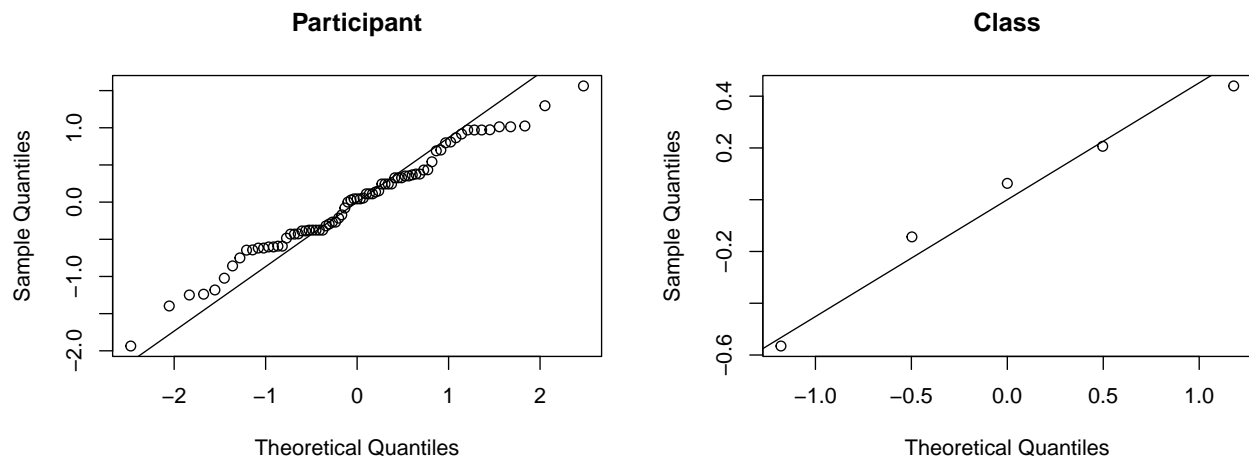 Participant
Sample Quantiles
1.0
0.0
−1.0
−2.0
−2 −1 0 1 2
Theoretical Quantiles
Class
Sample Quantiles
0.4
0.2
−0.2
−0.6
−1.0 −0.5 0.0 0.5 1.0
Theoretical Quantiles